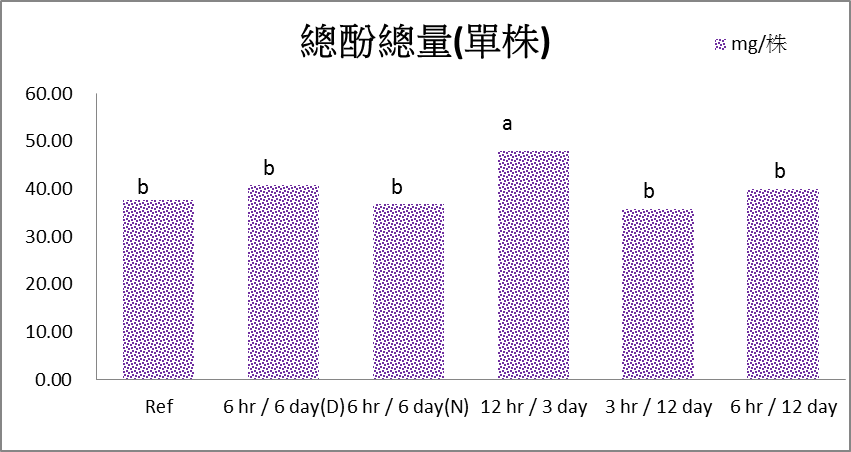 總酚總量(單株)
mg/株
60.00
50.00
40.00
30.00
20.00
10.00
0.00
b
b
b
a
b
b
Ref
6 hr / 6 day(D)
6 hr / 6 day(N)
12 hr / 3 day
3 hr / 12 day
6 hr / 12 day